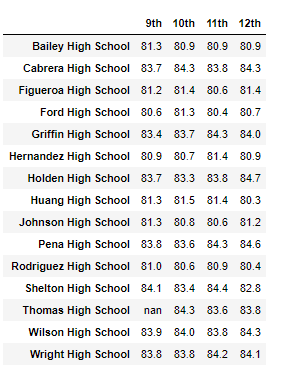 9th 10th 11th 12th
Bailey High School 81.3 80.9 80.9 80.9
Cabrera High School 83.7 84.3 83.8 84.3
Figueroa High School 81.2 81.4 80.6 81.4
Ford High School 80.6 81.3 80.4 80.7
Griffin High School 83.4 83.7 84.3 84.0
Hernandez High School 80.9 80.7 81.4 80.9
Holden High School 83.7 83.3 83.8 84.7
Huang High School 81.3 81.5 81.4 80.3
Johnson High School 81.3 80.8 80.6 81.2
Pena High School 83.8 83.6 84.3 84.6
Rodriguez High School 81.0 80.6 80.9 80.4
Shelton High School 84.1 83.4 84.4 82.8
Thomas High School nan 84.3 83.6 83.8
Wilson High School 83.9 84.0 83.8 84.3
Wright High School 83.8 83.8 84.2 84.1